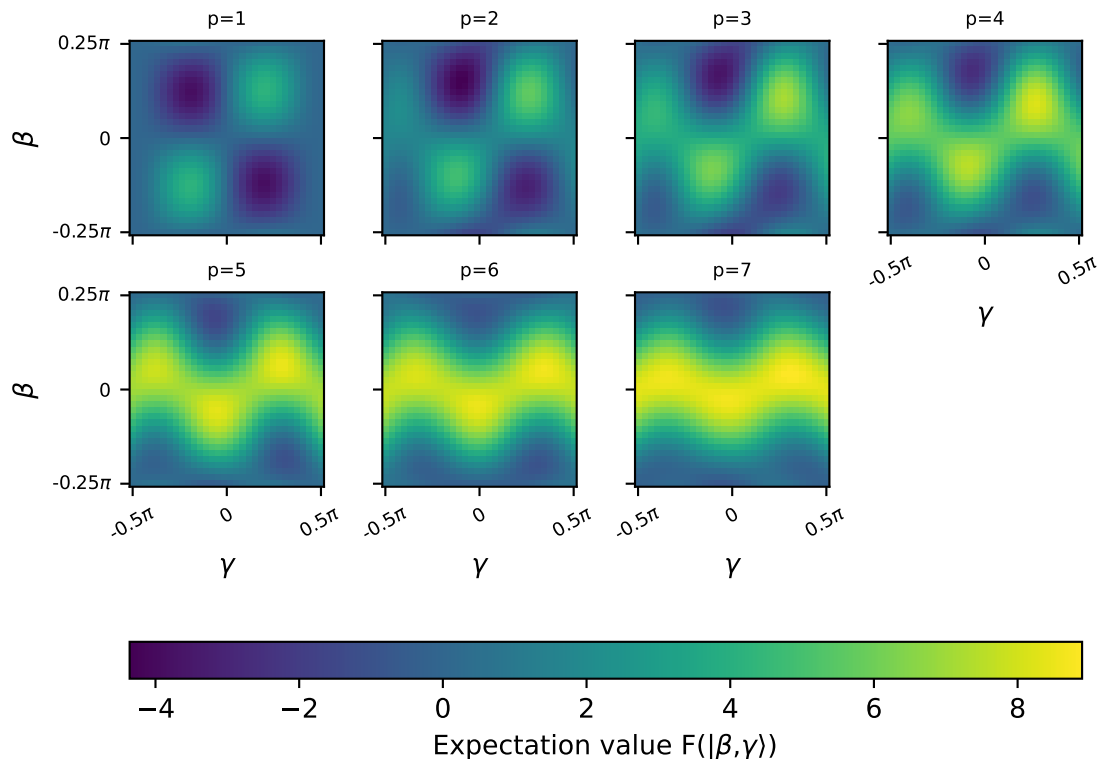 p=1
p=2
p=3
p=4
0.25π
0
-0.25π
β
-0.5π
0
0.5π
γ
p=5
p=6
p=7
0.25π
0
-0.25π
β
-0.5π
0
0.5π
γ
-0.5π
0
0.5π
γ
-0.5π
0
0.5π
γ
−4
−2
0
2
4
6
8
Expectation value F(|β,γ⟩)